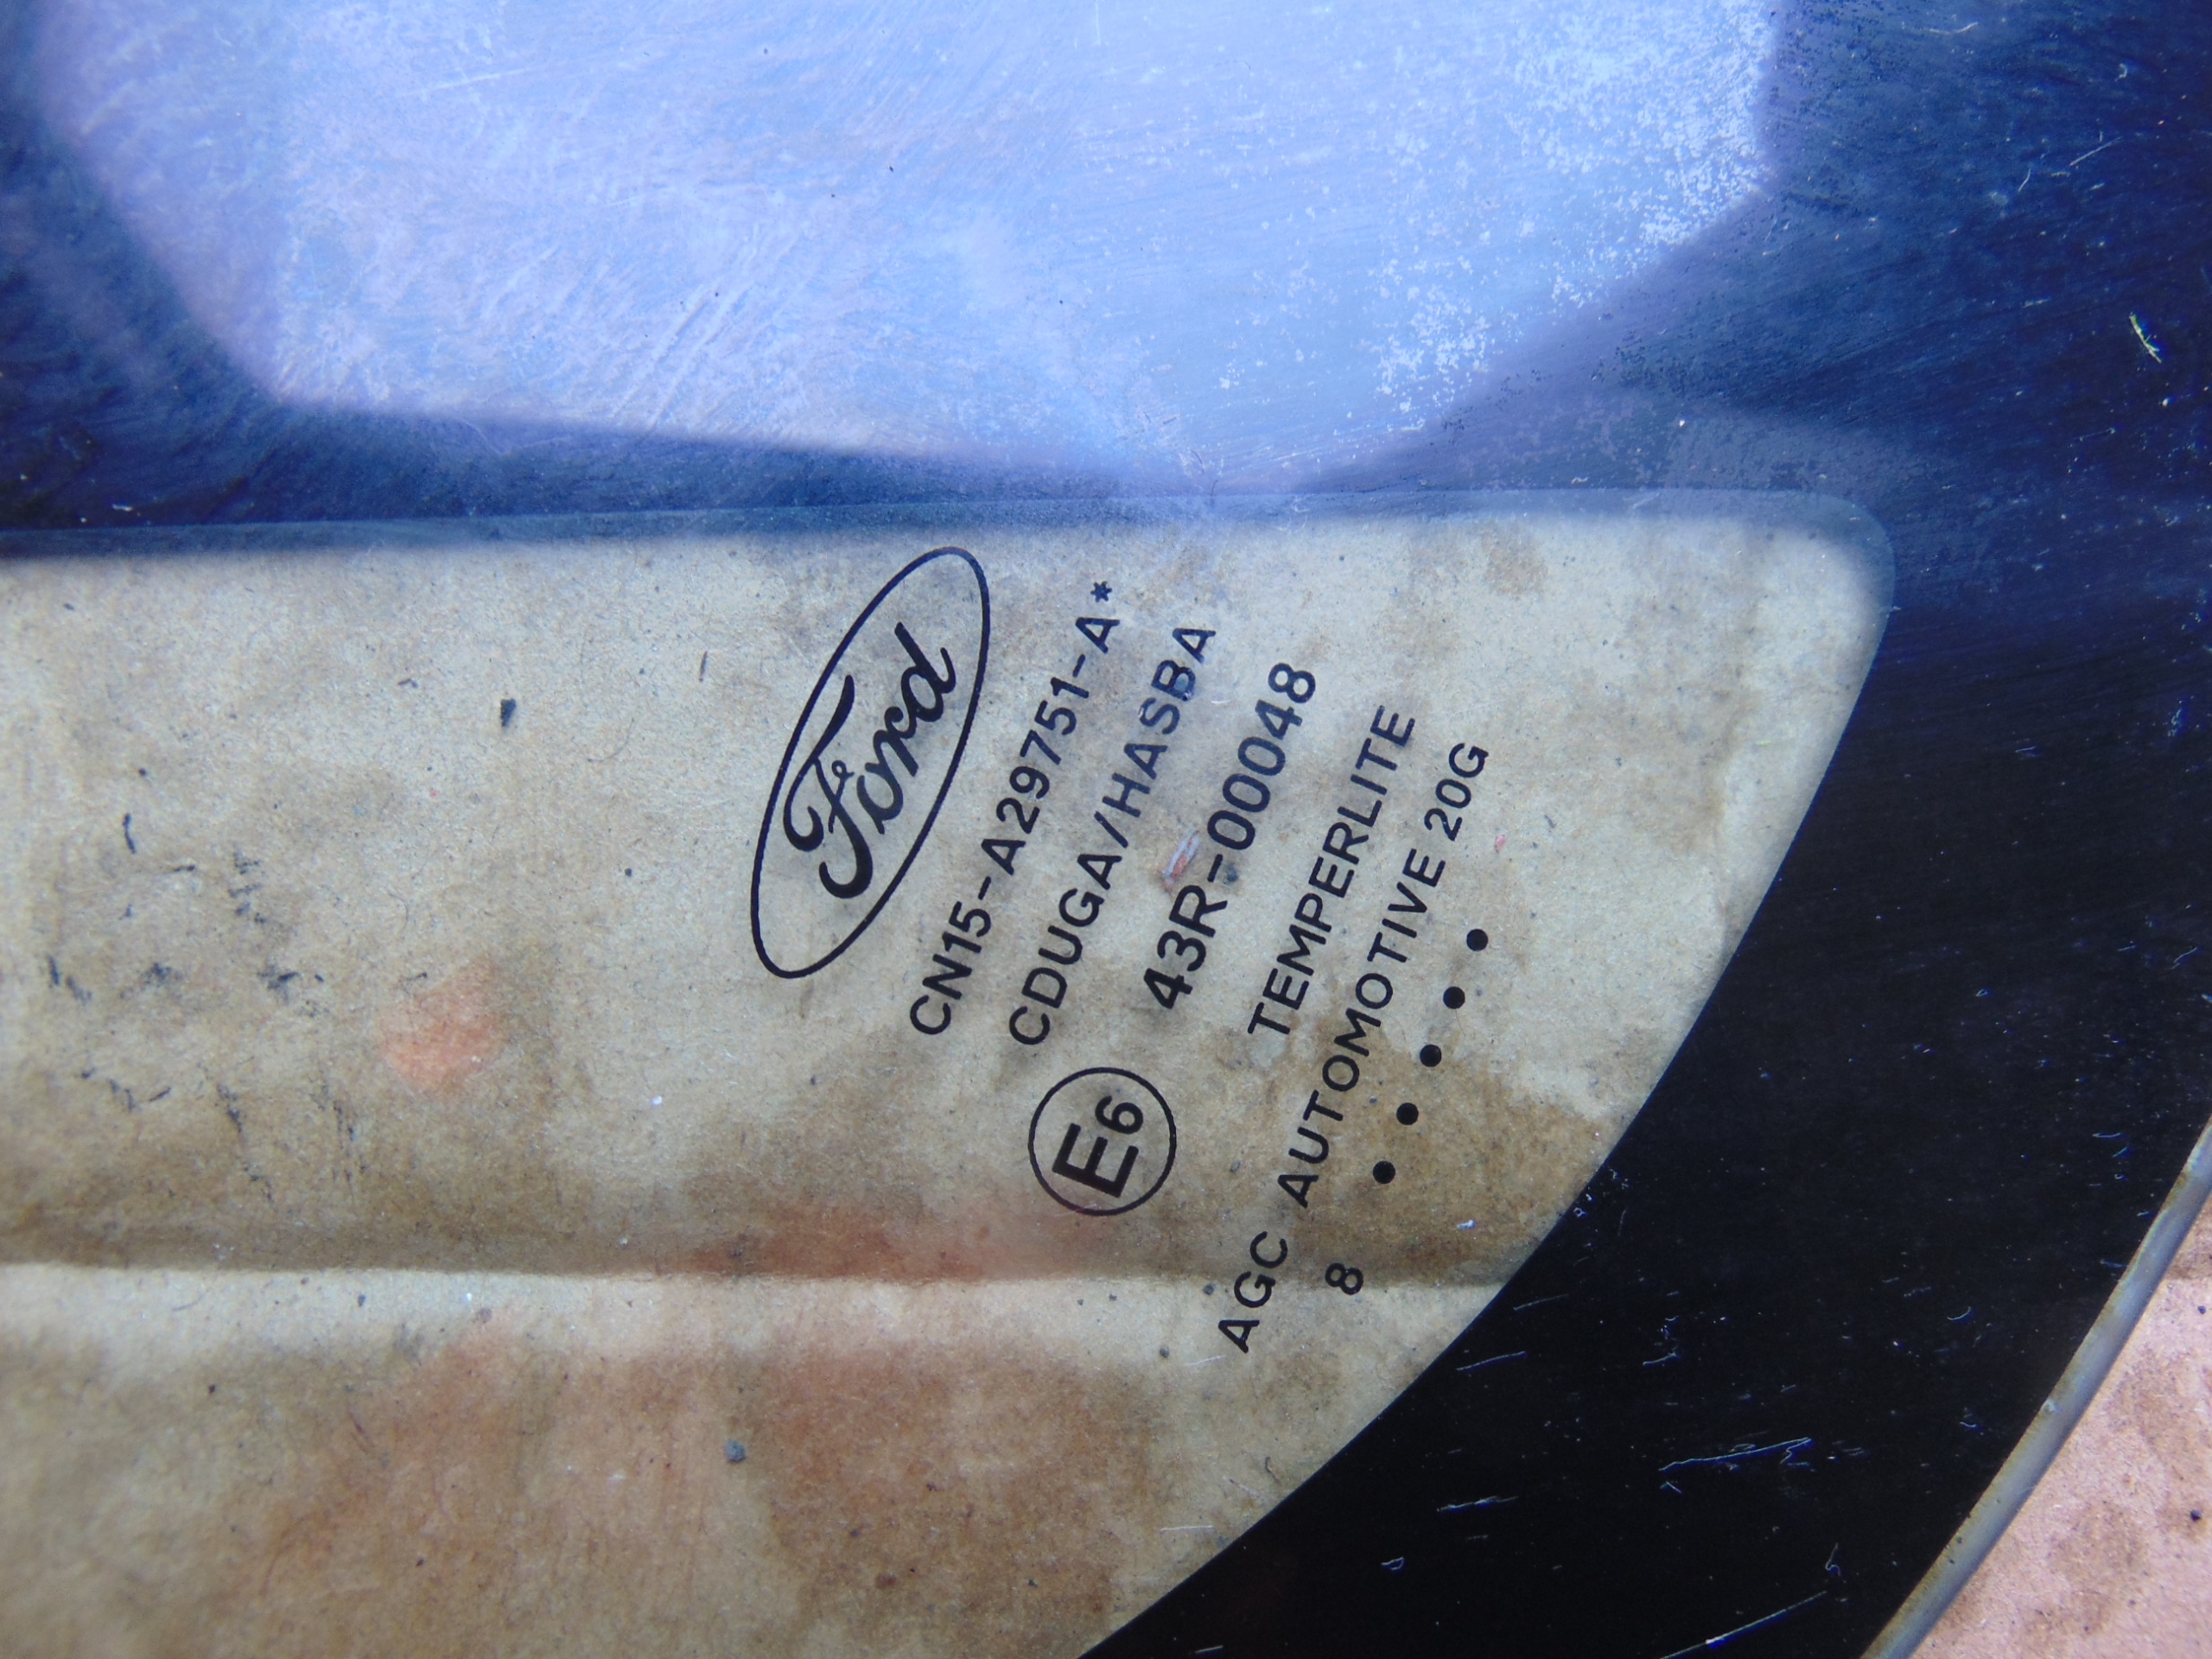 Ford
CN15-A29751-A*
CDUGA/HASBA
E6 43R-00048
TEMPERLITE
AGC AUTOMOTIVE 20G
8 • • • • •